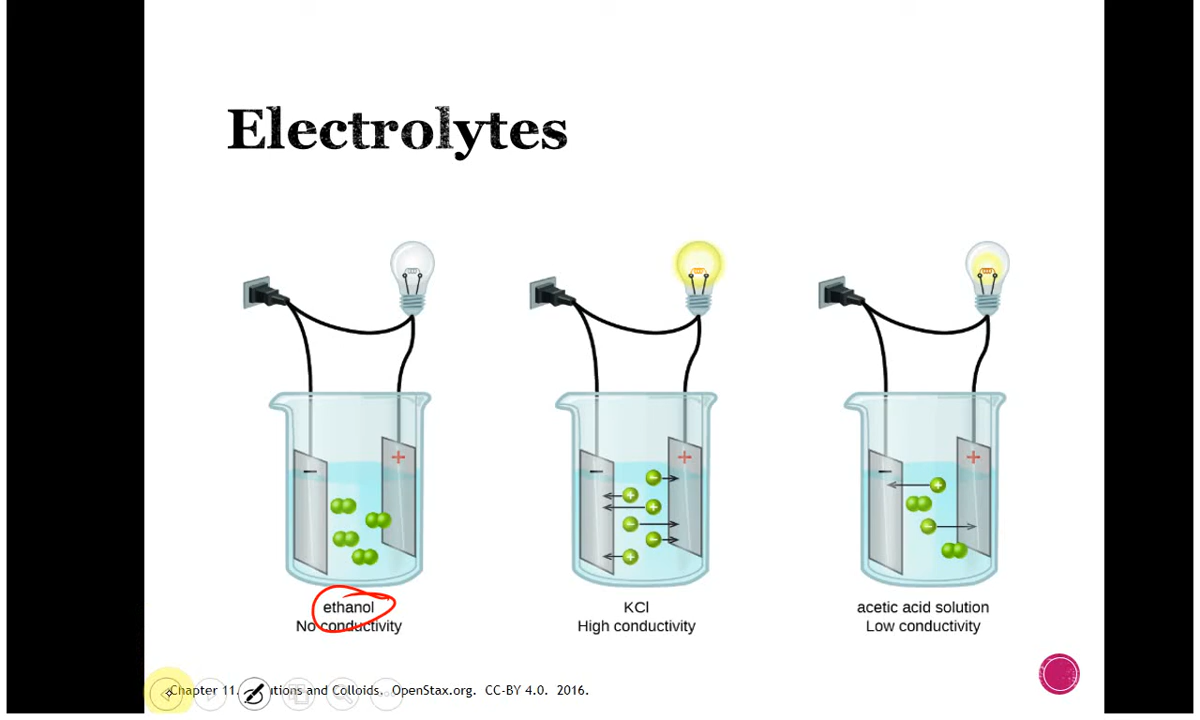 Electrolytes
− + − + − +
+ − + + − − + + −
ethanol KCl acetic acid solution
No conductivity High conductivity Low conductivity
Chapter 11. utions and Colloids, OpenStax.org. CC-BY 4.0. 2016.